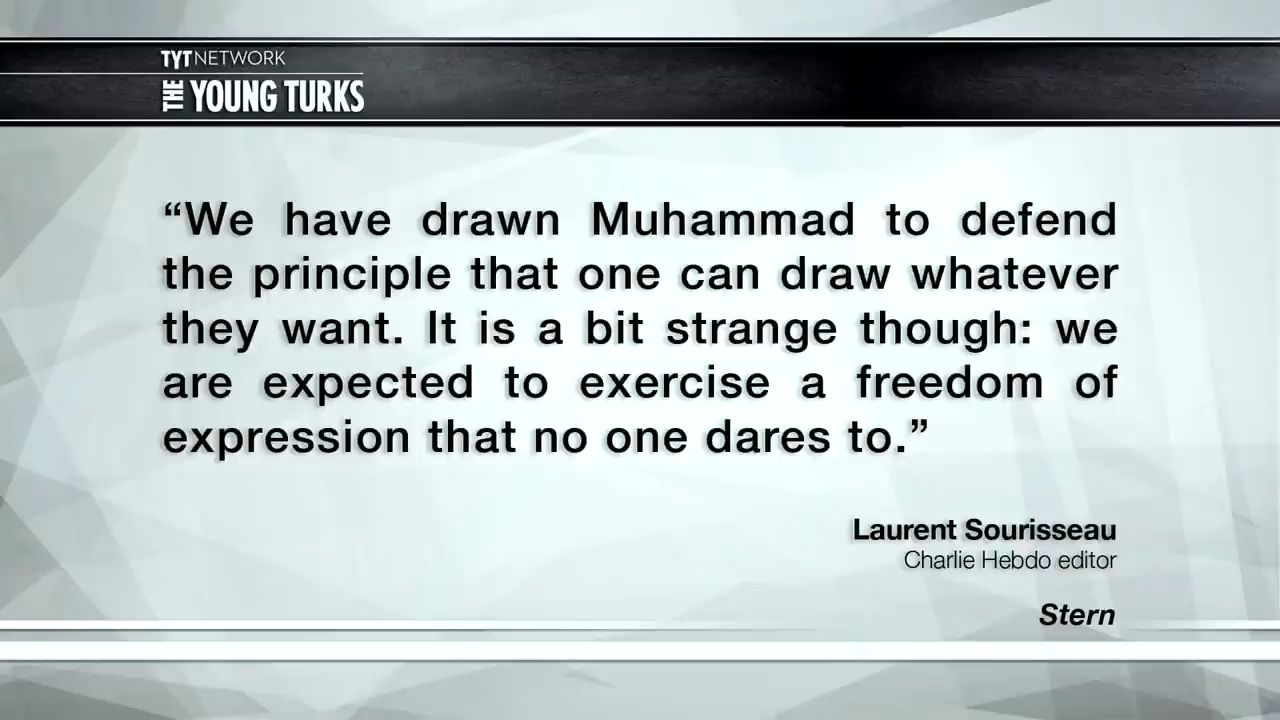 TYT NETWORK
THE YOUNG TURKS
“We have drawn Muhammad to defend
the principle that one can draw whatever
they want. It is a bit strange though: we
are expected to exercise a freedom of
expression that no one dares to.”
Laurent Sourisseau
Charlie Hebdo editor
Stern